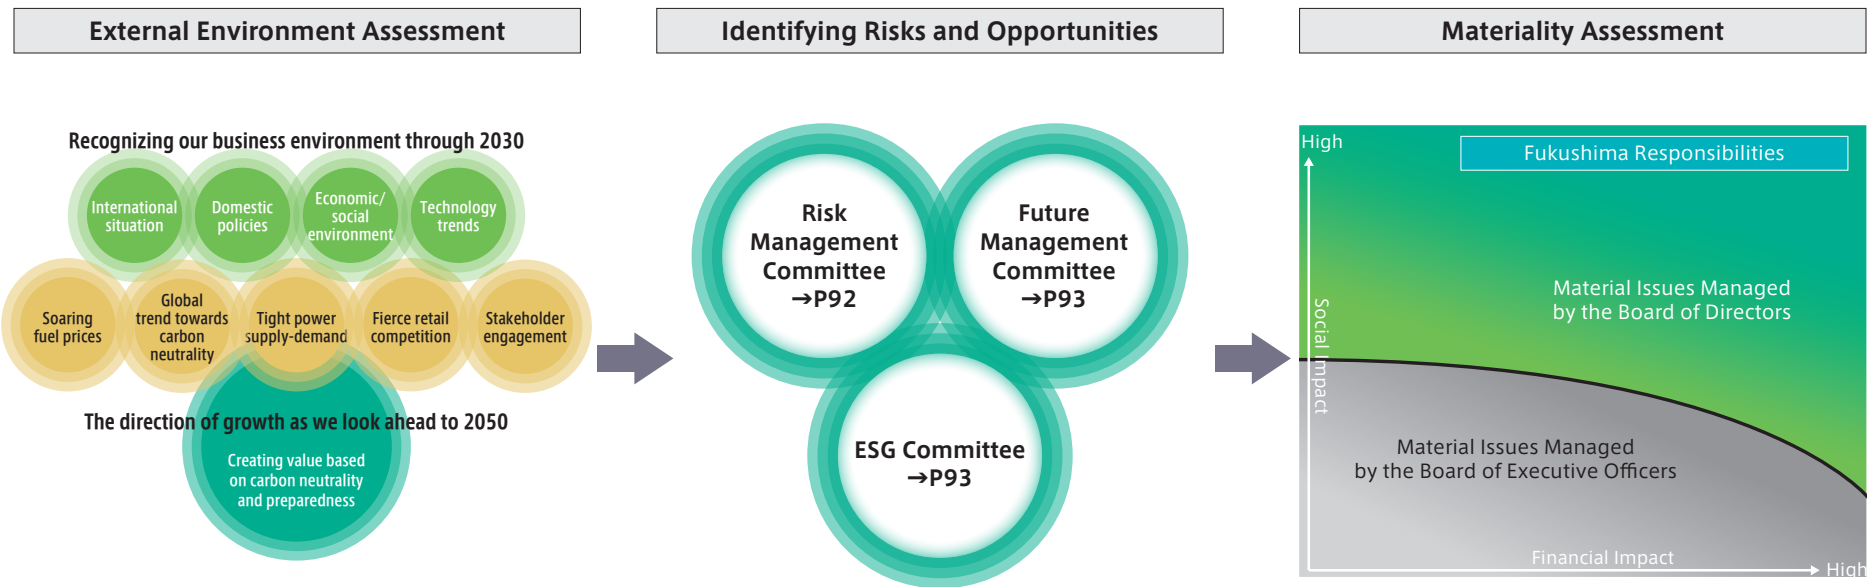 External Environment Assessment
Recognizing our business environment through 2030
International
situation
Domestic
policies
Economic/
social
environment
Technology
trends
Soaring
fuel prices
Global
trend towards
carbon
neutrality
Tight power
supply-demand
Fierce retail
competition
Stakeholder
engagement
The direction of growth as we look ahead to 2050
Creating value based
on carbon neutrality
and preparedness
Identifying Risks and Opportunities
Risk
Management
Committee
→P92
Future
Management
Committee
→P93
ESG Committee
→P93
Materiality Assessment
High
Fukushima Responsibilities
Social Impact
Material Issues Managed
by the Board of Directors
Material Issues Managed
by the Board of Executive Officers
Financial Impact
High